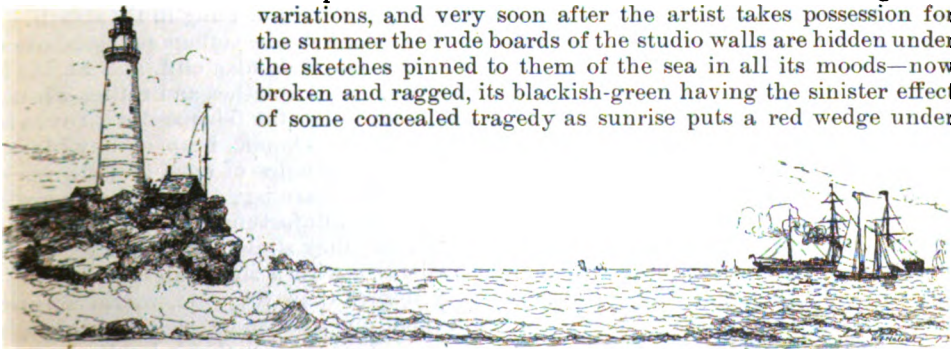 variations, and very soon after the artist takes possession for
the summer the rude boards of the studio walls are hidden under
the sketches pinned to them of the sea in all its moods—now
broken and ragged, its blackish-green having the sinister effect
of some concealed tragedy as sunrise puts a red wedge under